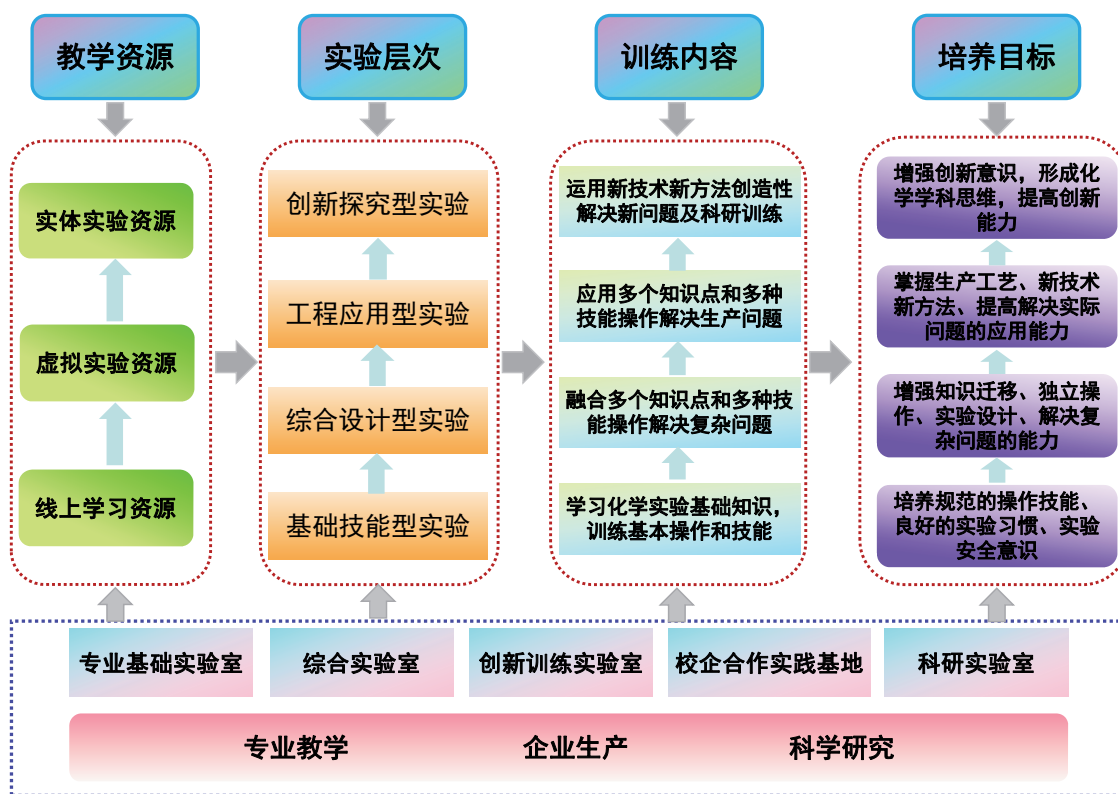 教学资源
实验层次
训练内容
培养目标
实体实验资源
虚拟实验资源
线上学习资源
创新探究型实验
工程应用型实验
综合设计型实验
基础技能型实验
运用新技术新方法创造性
解决新问题及科研训练
应用多个知识点和多种
技能操作解决生产问题
融合多个知识点和多种技
能操作解决复杂问题
学习化学实验基础知识，
训练基本操作和技能
增强创新意识，形成化
学学科思维，提高创新
能力
掌握生产工艺、新技术
新方法、提高解决实际
问题的应用能力
增强知识迁移、独立操
作、实验设计、解决复
杂问题的能力
培养规范的操作技能、
良好的实验习惯、实验
安全意识
专业基础实验室
综合实验室
创新训练实验室
校企合作实践基地
科研实验室
专业教学
企业生产
科学研究